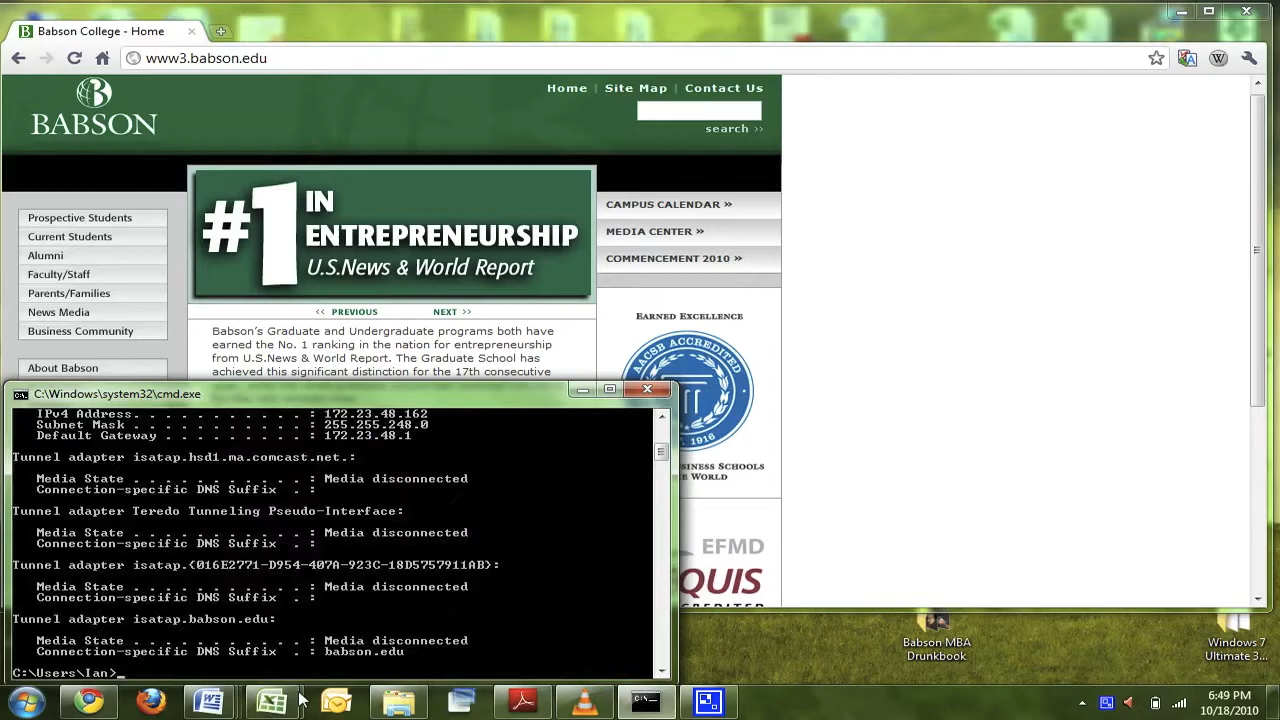 Babson College - Home
www3.babson.edu
BABSON
Home | Site Map | Contact Us
search >>
#1 IN
ENTREPRENEURSHIP
U.S.News & World Report
Prospective Students
Current Students
Alumni
Faculty/Staff
Parents/Families
News Media
Business Community
About Babson
CAMPUS CALENDAR »
MEDIA CENTER »
COMMENCEMENT 2010 »
<< PREVIOUS NEXT >>
Babson's Graduate and Undergraduate programs both have
earned the No. 1 ranking in the nation for entrepreneurship
from U.S.News & World Report. The Graduate School has
achieved this significant distinction for the 17th consecutive
EARNED EXCELLENCE
AACSB ACCREDITED
1916
BUSINESS SCHOOLS
WORLD
EFMD
QUIS
C:\Windows\system32\cmd.exe
IPv4 Address. . . . . . . . . . . : 172.23.48.162
Subnet Mask . . . . . . . . . . . : 255.255.248.0
Default Gateway . . . . . . . . . : 172.23.48.1
Tunnel adapter isatap.hsd1.ma.comcast.net.:
Media State . . . . . . . . . . . : Media disconnected
Connection-specific DNS Suffix  . :
Tunnel adapter Teredo Tunneling Pseudo-Interface:
Media State . . . . . . . . . . . : Media disconnected
Connection-specific DNS Suffix  . :
Tunnel adapter isatap.{016E2771-D954-407A-923C-18D5757911AB}:
Media State . . . . . . . . . . . : Media disconnected
Connection-specific DNS Suffix  . :
Tunnel adapter isatap.babson.edu:
Media State . . . . . . . . . . . : Media disconnected
Connection-specific DNS Suffix  . : babson.edu
C:\Users\Ian>_
Babson MBA
Drunkbook
Windows 7
Ultimate 3...
6:49 PM
10/18/2010